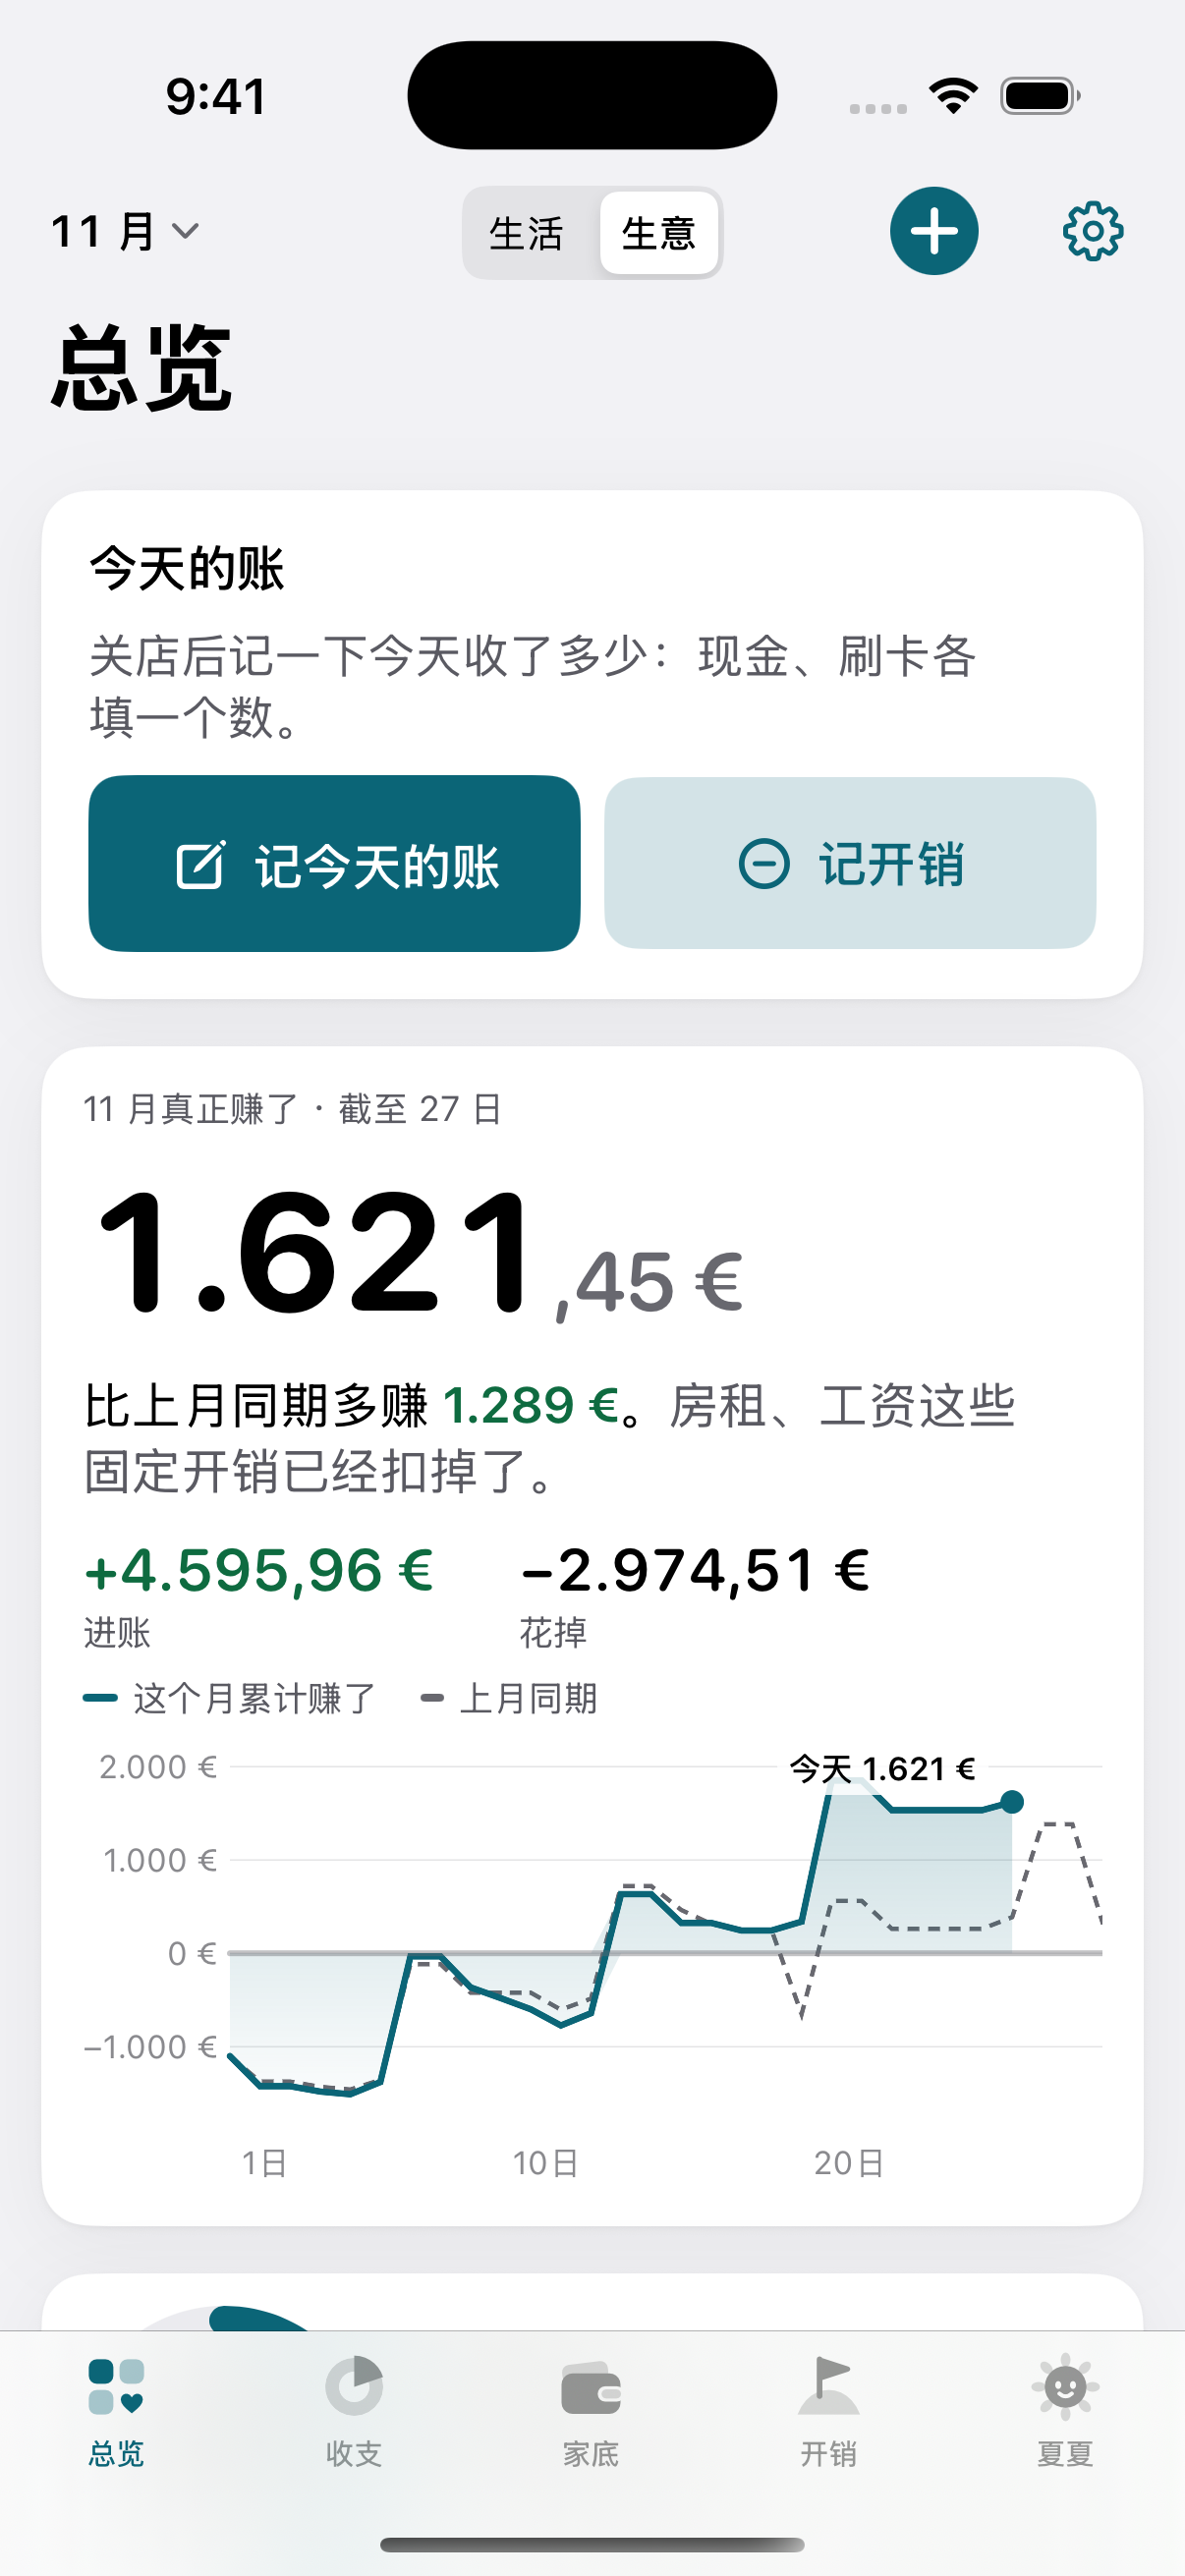 9:41
11 月
生活
生意
总览
今天的账
关店后记一下今天收了多少：现金、刷卡各
填一个数。
记今天的账
记开销
11 月真正赚了 · 截至 27 日
1.621,45 €
比上月同期多赚 1.289 €。房租、工资这些
固定开销已经扣掉了。
+4.595,96 €
−2.974,51 €
进账
花掉
这个月累计赚了
上月同期
2.000 €
今天 1.621 €
1.000 €
0 €
−1.000 €
1日
10日
20日
总览
收支
家底
开销
夏夏